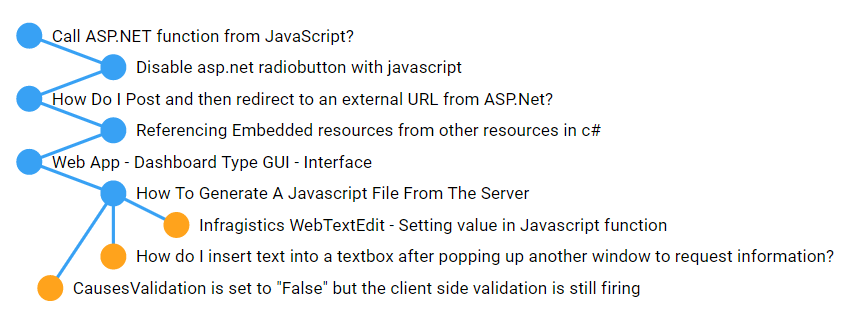 Call ASP.NET function from JavaScript?
Disable asp.net radiobutton with javascript
How Do I Post and then redirect to an external URL from ASP.Net?
Referencing Embedded resources from other resources in c#
Web App - Dashboard Type GUI - Interface
How To Generate A Javascript File From The Server
Infragistics WebTextEdit - Setting value in Javascript function
How do I insert text into a textbox after popping up another window to request information?
CausesValidation is set to "False" but the client side validation is still firing